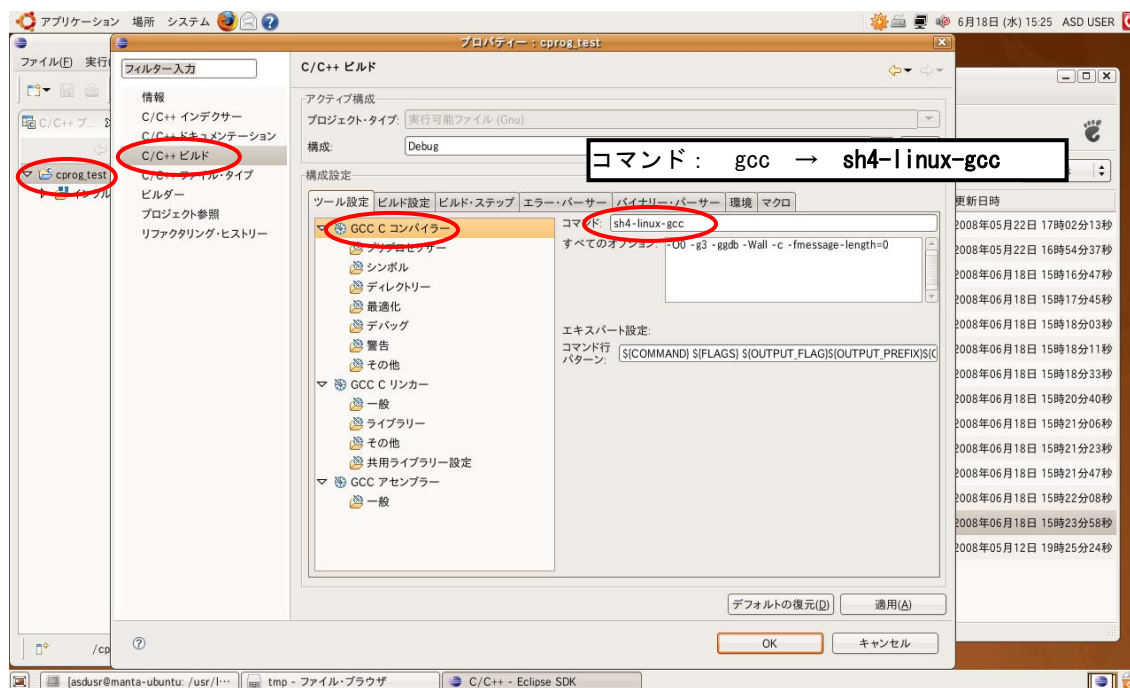 アプリケーション 場所 システム
6月18日 (水) 15:25 ASD USER
プロパティー : cprog_test
ファイル(F) 実行
C/C++ プ...
cprog_test
/cp
フィルター入力
情報
C/C++ インデクサー
C/C++ ドキュメンテーション
C/C++ ビルド
C/C++ ファイル・タイプ
ビルダー
プロジェクト参照
リファクタリング・ヒストリー
C/C++ ビルド
アクティブ構成
プロジェクト・タイプ: 実行可能ファイル (Gnu)
構成: Debug
コマンド: gcc → sh4-linux-gcc
構成設定
ツール設定 ビルド設定 ビルド・ステップ エラー・パーサー バイナリー・パーサー 環境 マクロ
GCC C コンパイラー
プリプロセッサー
シンボル
ディレクトリー
最適化
デバッグ
警告
その他
GCC C リンカー
一般
ライブラリー
その他
共用ライブラリー設定
GCC アセンブラー
一般
コマンド: sh4-linux-gcc
すべてのオプション: -O0 -g3 -ggdb -Wall -c -fmessage-length=0
エキスパート設定:
コマンド行
パターン: ${COMMAND} ${FLAGS} ${OUTPUT_FLAG}${OUTPUT_PREFIX}${O
デフォルトの復元(D) 適用(A)
OK キャンセル
更新日時
2008年05月22日 17時02分13秒
2008年05月22日 16時54分37秒
2008年06月18日 15時16分47秒
2008年06月18日 15時17分45秒
2008年06月18日 15時18分03秒
2008年06月18日 15時18分11秒
2008年06月18日 15時18分33秒
2008年06月18日 15時20分40秒
2008年06月18日 15時21分06秒
2008年06月18日 15時21分23秒
2008年06月18日 15時21分47秒
2008年06月18日 15時22分08秒
2008年06月18日 15時23分58秒
2008年05月12日 19時25分24秒
[asdusr@manta-ubuntu: /usr/l… tmp - ファイル・ブラウザ C/C++ - Eclipse SDK